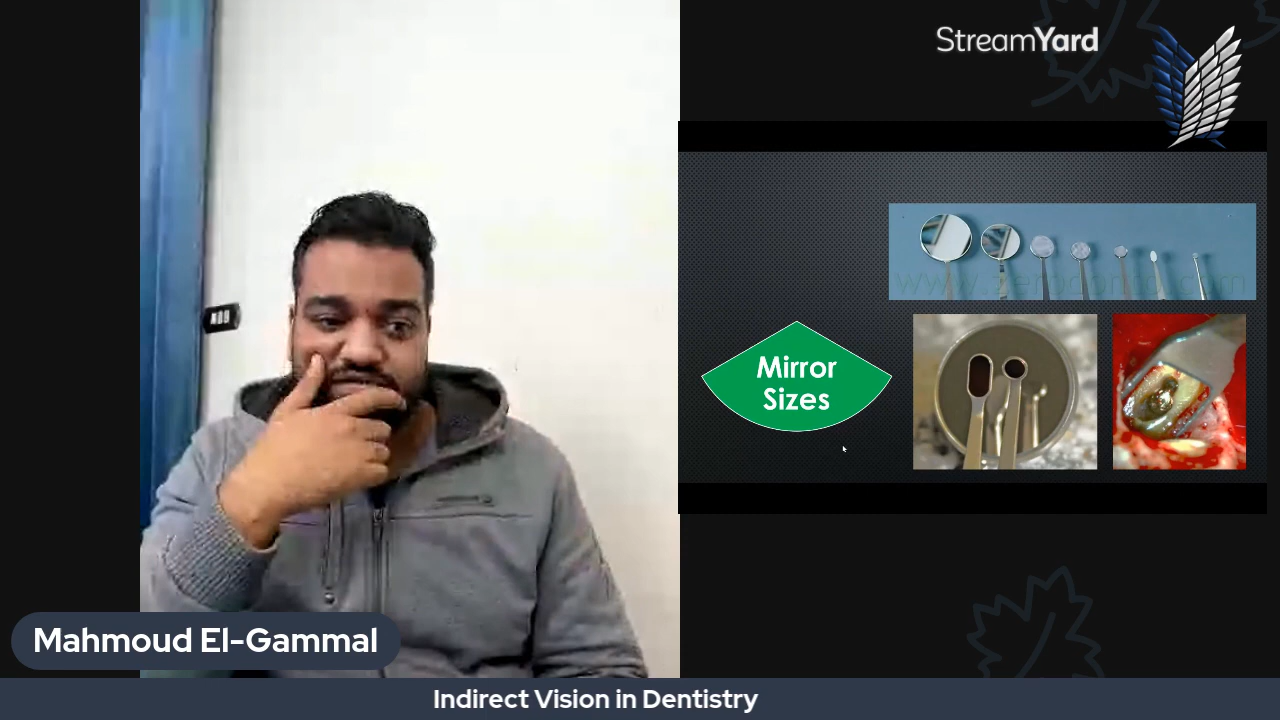 StreamYard
Mirror
Sizes
Mahmoud El-Gammal
Indirect Vision in Dentistry